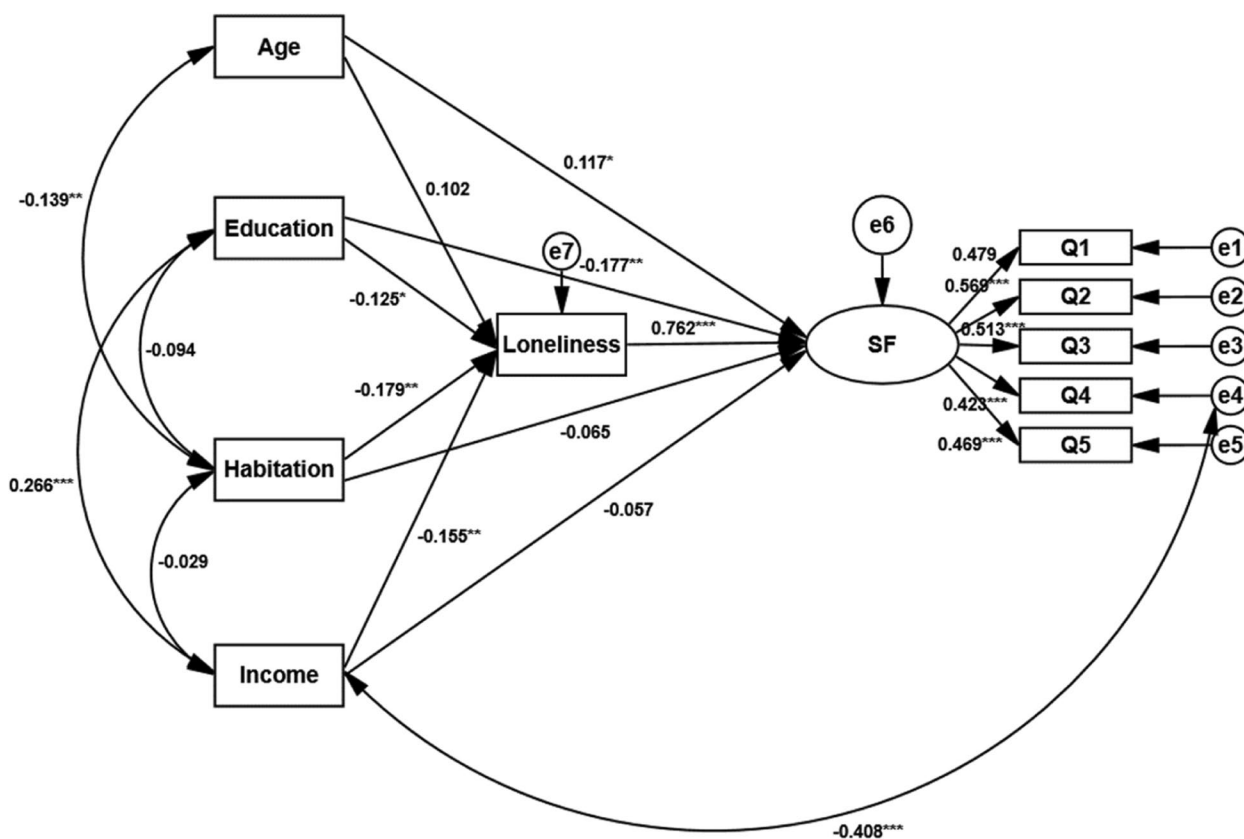 Age
0.117*
-0.139**
0.102
Education
e7
-0.177**
e6
0.479
Q1
e1
0.569***
Q2
e2
-0.125*
0.762***
0.513***
Loneliness
SF
Q3
e3
-0.094
-0.179**
Q4
e4
0.423***
-0.065
0.469***
Q5
e5
Habitation
0.266***
-0.057
-0.155**
-0.029
Income
-0.408***